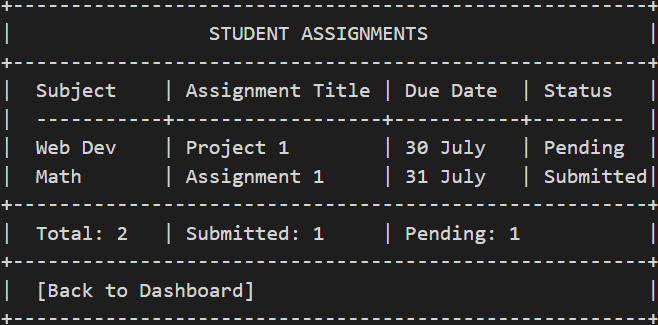 +-------------------------------------------------------+
|                 STUDENT ASSIGNMENTS                   |
+-------------------------------------------------------+
|  Subject    | Assignment Title | Due Date  | Status   |
|  -----------+------------------+-----------+--------  |
|  Web Dev    | Project 1        | 30 July   | Pending  |
|  Math       | Assignment 1     | 31 July   | Submitted|
+-------------------------------------------------------+
|  Total: 2   | Submitted: 1     | Pending: 1           |
+-------------------------------------------------------+
|  [Back to Dashboard]                                  |
+-------------------------------------------------------+